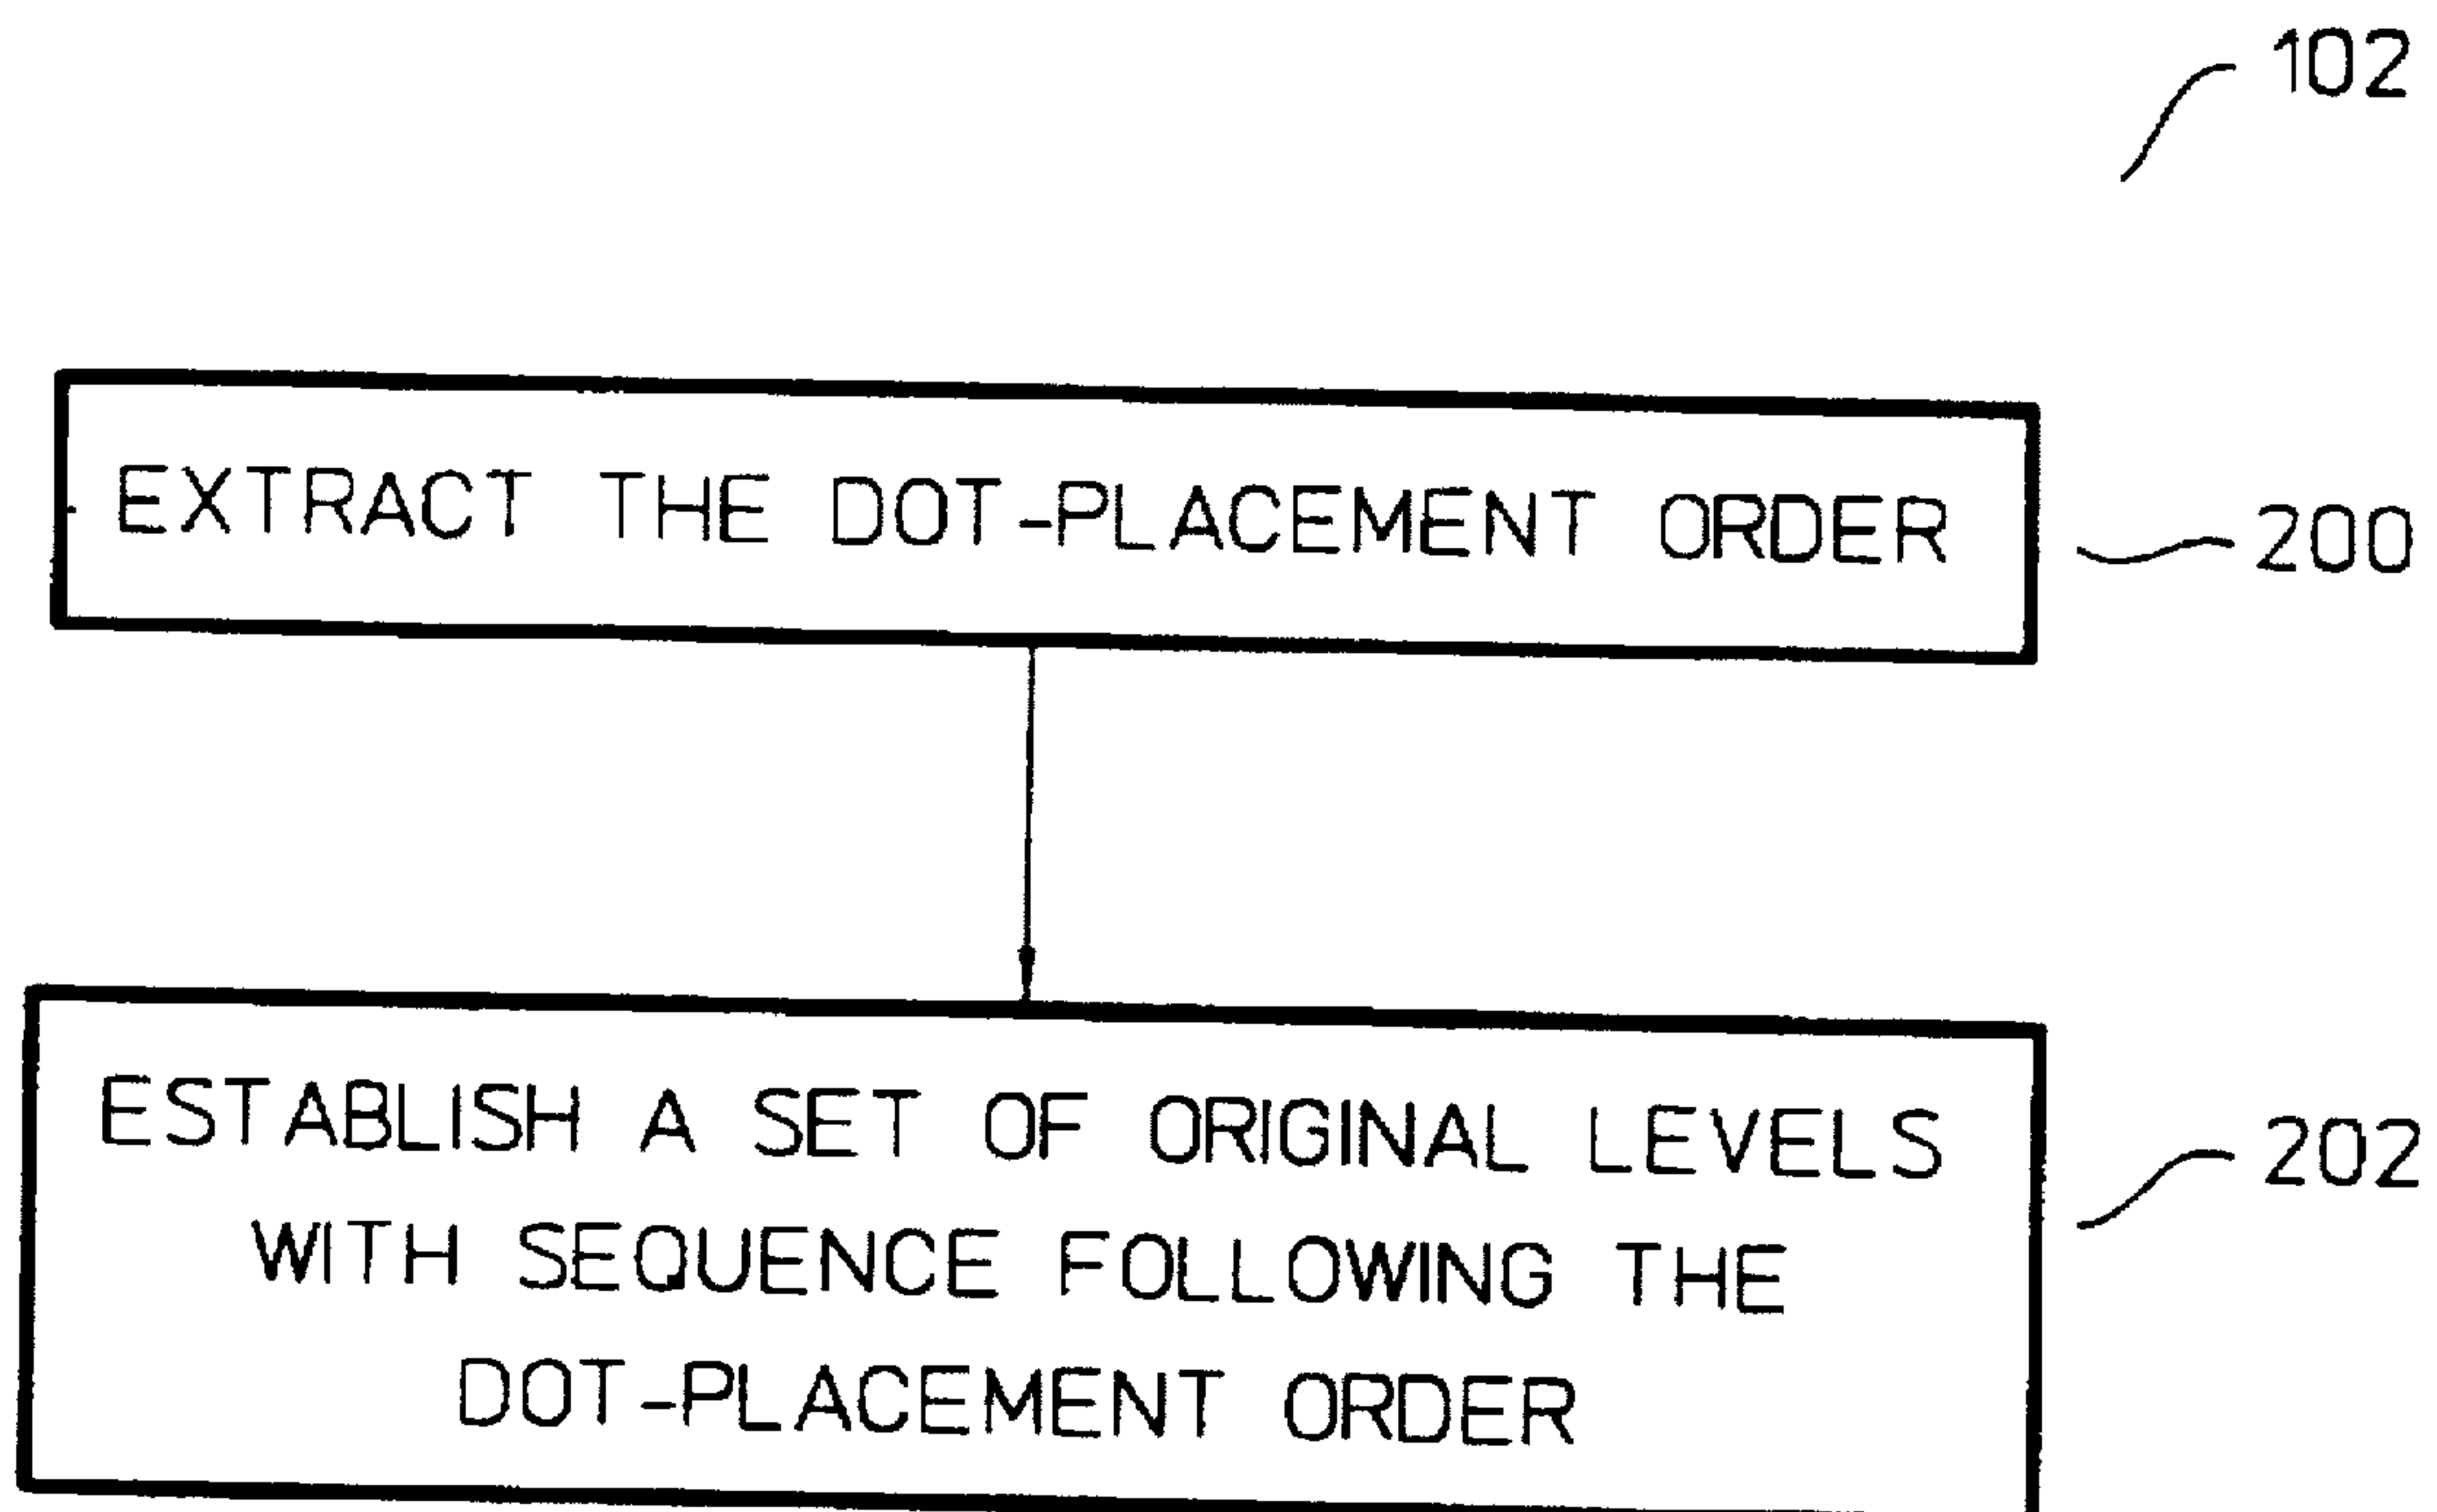 102
EXTRACT THE DOT-PLACEMENT ORDER
200
ESTABLISH A SET OF ORIGINAL LEVELS
WITH SEQUENCE FOLLOWING THE
DOT-PLACEMENT ORDER
202